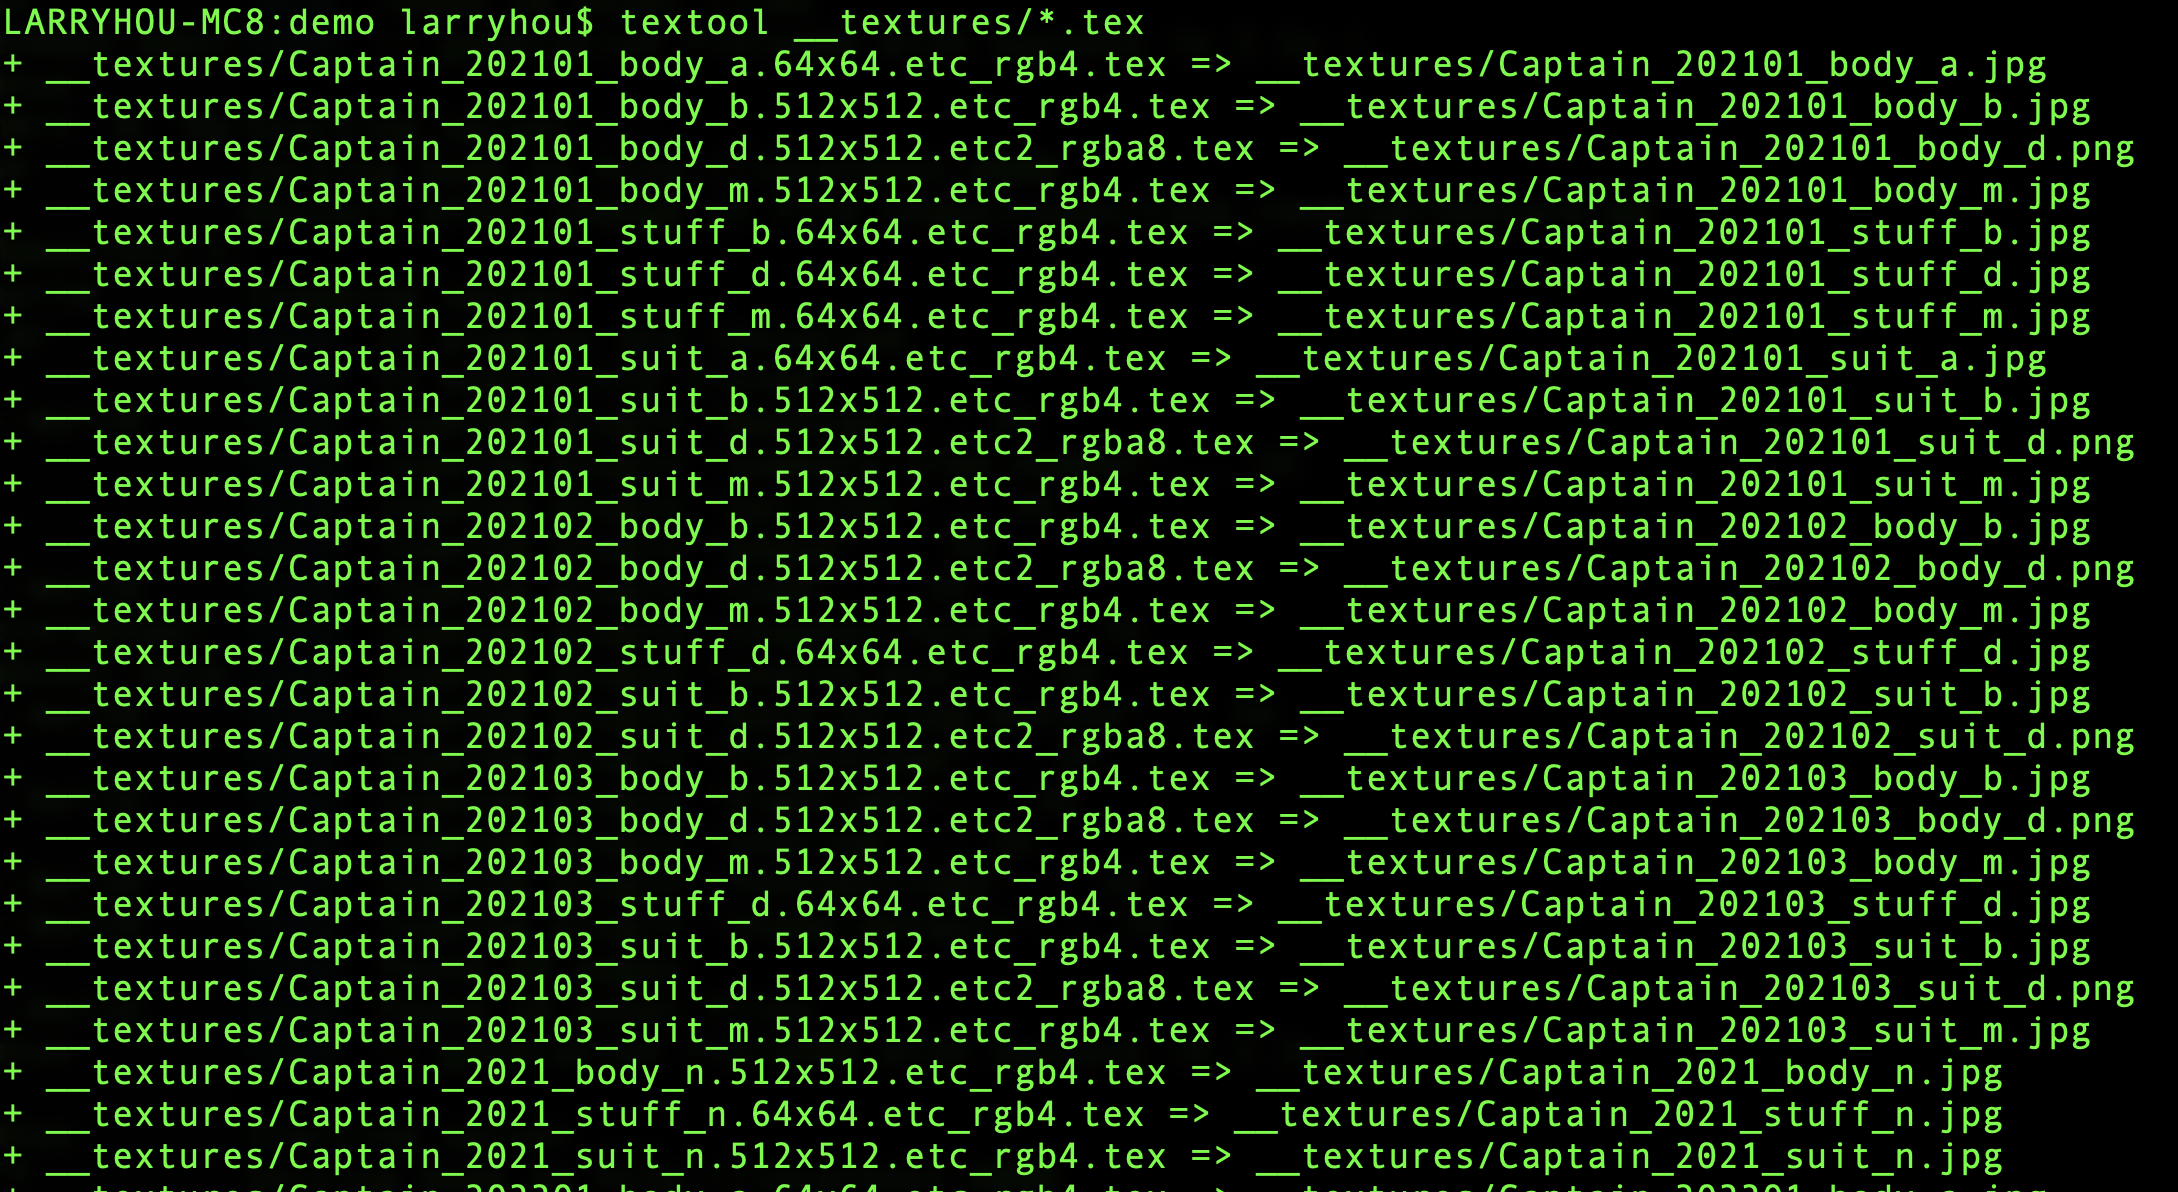 LARRYHOU-MC8:demo larryhou$ textool __textures/*.tex
+ __textures/Captain_202101_body_a.64x64.etc_rgb4.tex => __textures/Captain_202101_body_a.jpg
+ __textures/Captain_202101_body_b.512x512.etc_rgb4.tex => __textures/Captain_202101_body_b.jpg
+ __textures/Captain_202101_body_d.512x512.etc2_rgba8.tex => __textures/Captain_202101_body_d.png
+ __textures/Captain_202101_body_m.512x512.etc_rgb4.tex => __textures/Captain_202101_body_m.jpg
+ __textures/Captain_202101_stuff_b.64x64.etc_rgb4.tex => __textures/Captain_202101_stuff_b.jpg
+ __textures/Captain_202101_stuff_d.64x64.etc_rgb4.tex => __textures/Captain_202101_stuff_d.jpg
+ __textures/Captain_202101_stuff_m.64x64.etc_rgb4.tex => __textures/Captain_202101_stuff_m.jpg
+ __textures/Captain_202101_suit_a.64x64.etc_rgb4.tex => __textures/Captain_202101_suit_a.jpg
+ __textures/Captain_202101_suit_b.512x512.etc_rgb4.tex => __textures/Captain_202101_suit_b.jpg
+ __textures/Captain_202101_suit_d.512x512.etc2_rgba8.tex => __textures/Captain_202101_suit_d.png
+ __textures/Captain_202101_suit_m.512x512.etc_rgb4.tex => __textures/Captain_202101_suit_m.jpg
+ __textures/Captain_202102_body_b.512x512.etc_rgb4.tex => __textures/Captain_202102_body_b.jpg
+ __textures/Captain_202102_body_d.512x512.etc2_rgba8.tex => __textures/Captain_202102_body_d.png
+ __textures/Captain_202102_body_m.512x512.etc_rgb4.tex => __textures/Captain_202102_body_m.jpg
+ __textures/Captain_202102_stuff_d.64x64.etc_rgb4.tex => __textures/Captain_202102_stuff_d.jpg
+ __textures/Captain_202102_suit_b.512x512.etc_rgb4.tex => __textures/Captain_202102_suit_b.jpg
+ __textures/Captain_202102_suit_d.512x512.etc2_rgba8.tex => __textures/Captain_202102_suit_d.png
+ __textures/Captain_202103_body_b.512x512.etc_rgb4.tex => __textures/Captain_202103_body_b.jpg
+ __textures/Captain_202103_body_d.512x512.etc2_rgba8.tex => __textures/Captain_202103_body_d.png
+ __textures/Captain_202103_body_m.512x512.etc_rgb4.tex => __textures/Captain_202103_body_m.jpg
+ __textures/Captain_202103_stuff_d.64x64.etc_rgb4.tex => __textures/Captain_202103_stuff_d.jpg
+ __textures/Captain_202103_suit_b.512x512.etc_rgb4.tex => __textures/Captain_202103_suit_b.jpg
+ __textures/Captain_202103_suit_d.512x512.etc2_rgba8.tex => __textures/Captain_202103_suit_d.png
+ __textures/Captain_202103_suit_m.512x512.etc_rgb4.tex => __textures/Captain_202103_suit_m.jpg
+ __textures/Captain_2021_body_n.512x512.etc_rgb4.tex => __textures/Captain_2021_body_n.jpg
+ __textures/Captain_2021_stuff_n.64x64.etc_rgb4.tex => __textures/Captain_2021_stuff_n.jpg
+ __textures/Captain_2021_suit_n.512x512.etc_rgb4.tex => __textures/Captain_2021_suit_n.jpg